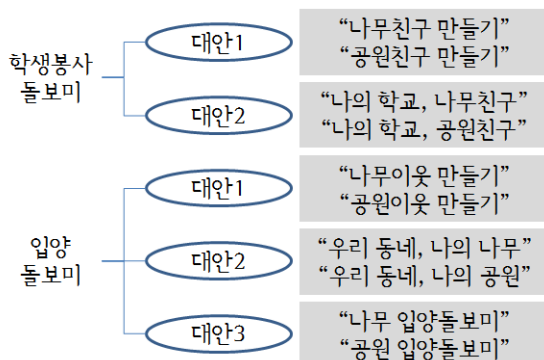 학생봉사
돌보미
대안1
“나무친구 만들기”
“공원친구 만들기”
대안2
“나의 학교, 나무친구”
“나의 학교, 공원친구”
입양
돌보미
대안1
“나무이웃 만들기”
“공원이웃 만들기”
대안2
“우리 동네, 나의 나무”
“우리 동네, 나의 공원”
대안3
“나무 입양돌보미”
“공원 입양돌보미”